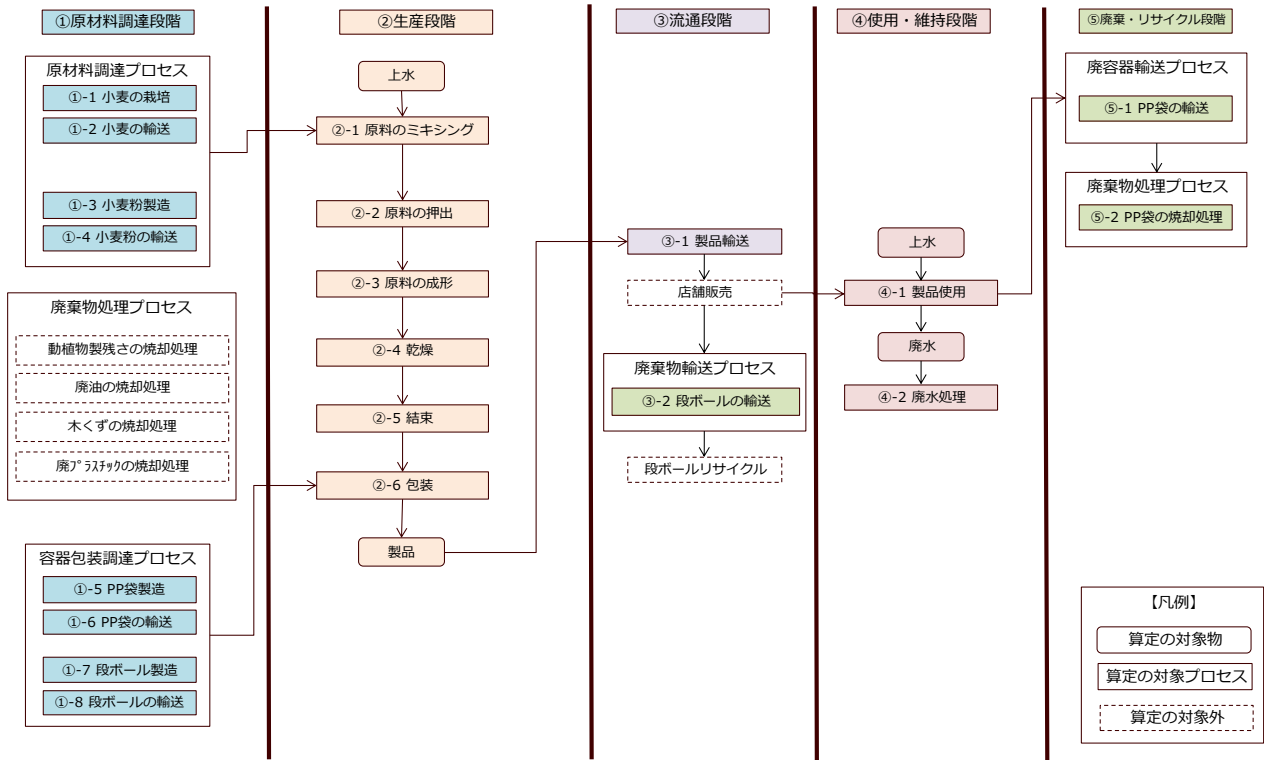 ①原材料調達段階
原材料調達プロセス
①-1 小麦の栽培
①-2 小麦の輸送
①-3 小麦粉製造
①-4 小麦粉の輸送
廃棄物処理プロセス
動植物製残さの焼却処理
廃油の焼却処理
木くずの焼却処理
廃ﾌﾟﾗｽﾁｯｸの焼却処理
容器包装調達プロセス
①-5 PP袋製造
①-6 PP袋の輸送
①-7 段ボール製造
①-8 段ボールの輸送
②生産段階
上水
②-1 原料のミキシング
②-2 原料の押出
②-3 原料の成形
②-4 乾燥
②-5 結束
②-6 包装
製品
③流通段階
③-1 製品輸送
店舗販売
廃棄物輸送プロセス
③-2 段ボールの輸送
段ボールリサイクル
④使用・維持段階
上水
④-1 製品使用
廃水
④-2 廃水処理
⑤廃棄・リサイクル段階
廃容器輸送プロセス
⑤-1 PP袋の輸送
廃棄物処理プロセス
⑤-2 PP袋の焼却処理
【凡例】
算定の対象物
算定の対象プロセス
算定の対象外